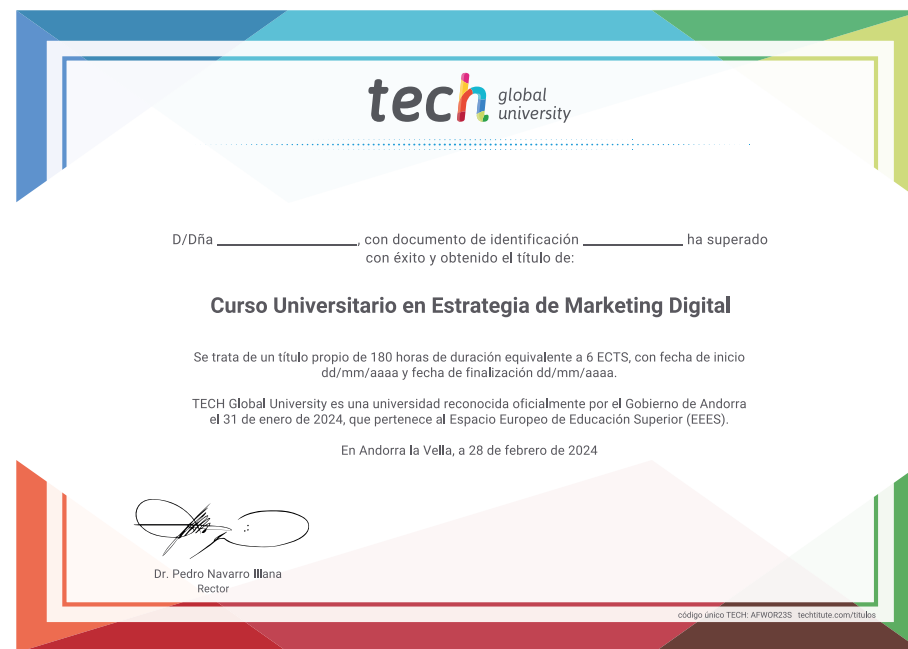 tech global university
D/Dña ____________________, con documento de identificación ______________ ha superado
con éxito y obtenido el título de:
Curso Universitario en Estrategia de Marketing Digital
Se trata de un título propio de 180 horas de duración equivalente a 6 ECTS, con fecha de inicio
dd/mm/aaaa y fecha de finalización dd/mm/aaaa.
TECH Global University es una universidad reconocida oficialmente por el Gobierno de Andorra
el 31 de enero de 2024, que pertenece al Espacio Europeo de Educación Superior (EEES).
En Andorra la Vella, a 28 de febrero de 2024
Dr. Pedro Navarro Illana
Rector
código único TECH: AFWOR23S techtitute.com/titulos